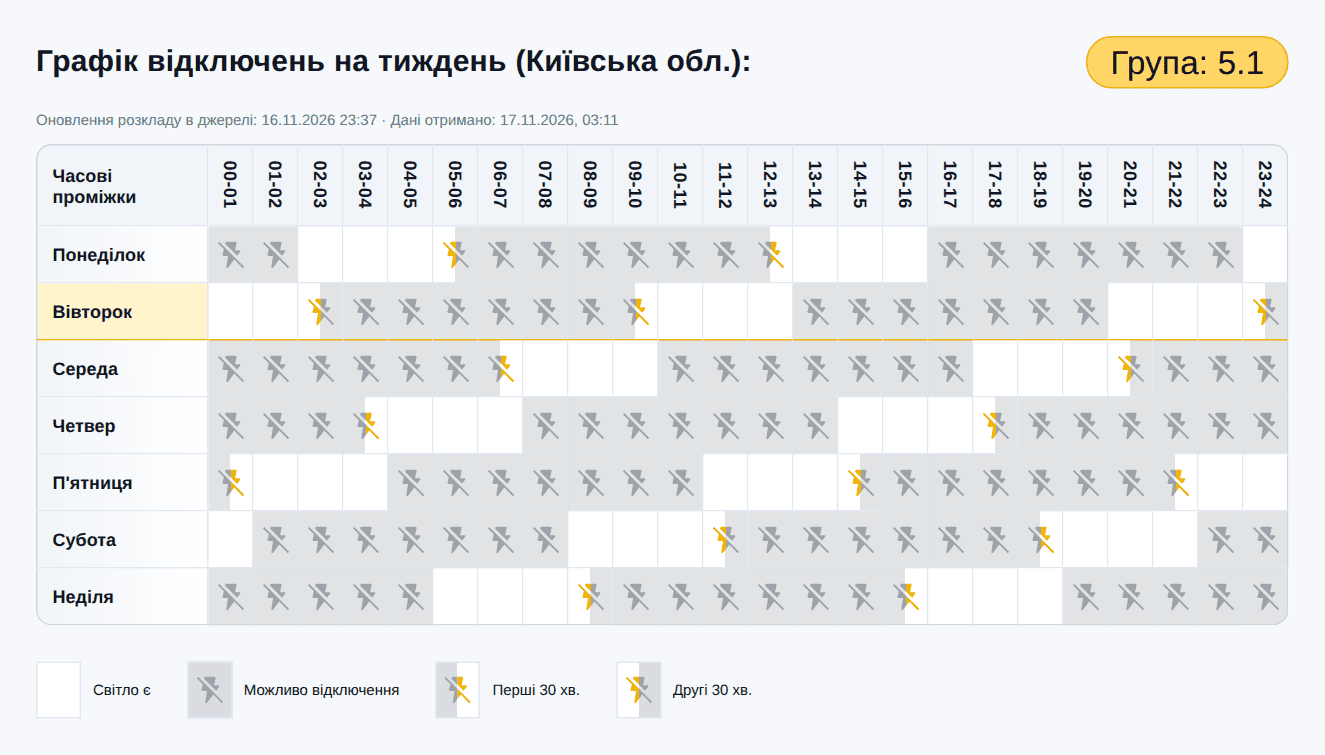 Графік відключень на тиждень (Київська обл.):
Група: 5.1
Оновлення розкладу в джерелі: 16.11.2026 23:37 · Дані отримано: 17.11.2026, 03:11
Часові
проміжки
00-01
01-02
02-03
03-04
04-05
05-06
06-07
07-08
08-09
09-10
10-11
11-12
12-13
13-14
14-15
15-16
16-17
17-18
18-19
19-20
20-21
21-22
22-23
23-24
Понеділок
Вівторок
Середа
Четвер
П'ятниця
Субота
Неділя
Світло є
Можливо відключення
Перші 30 хв.
Другі 30 хв.